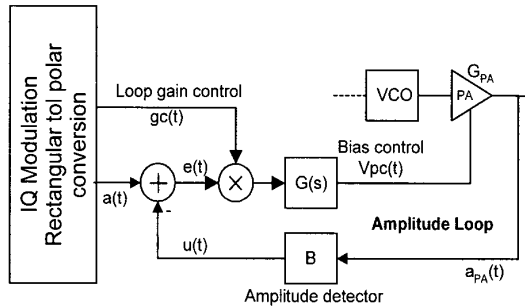 IQ Modulation
Rectangular tol polar
conversion
Loop gain control
gc(t)
a(t)
+
-
e(t)
×
G(s)
Bias control
Vpc(t)
VCO
PA
G_PA
Amplitude Loop
u(t)
B
a_PA(t)
Amplitude detector